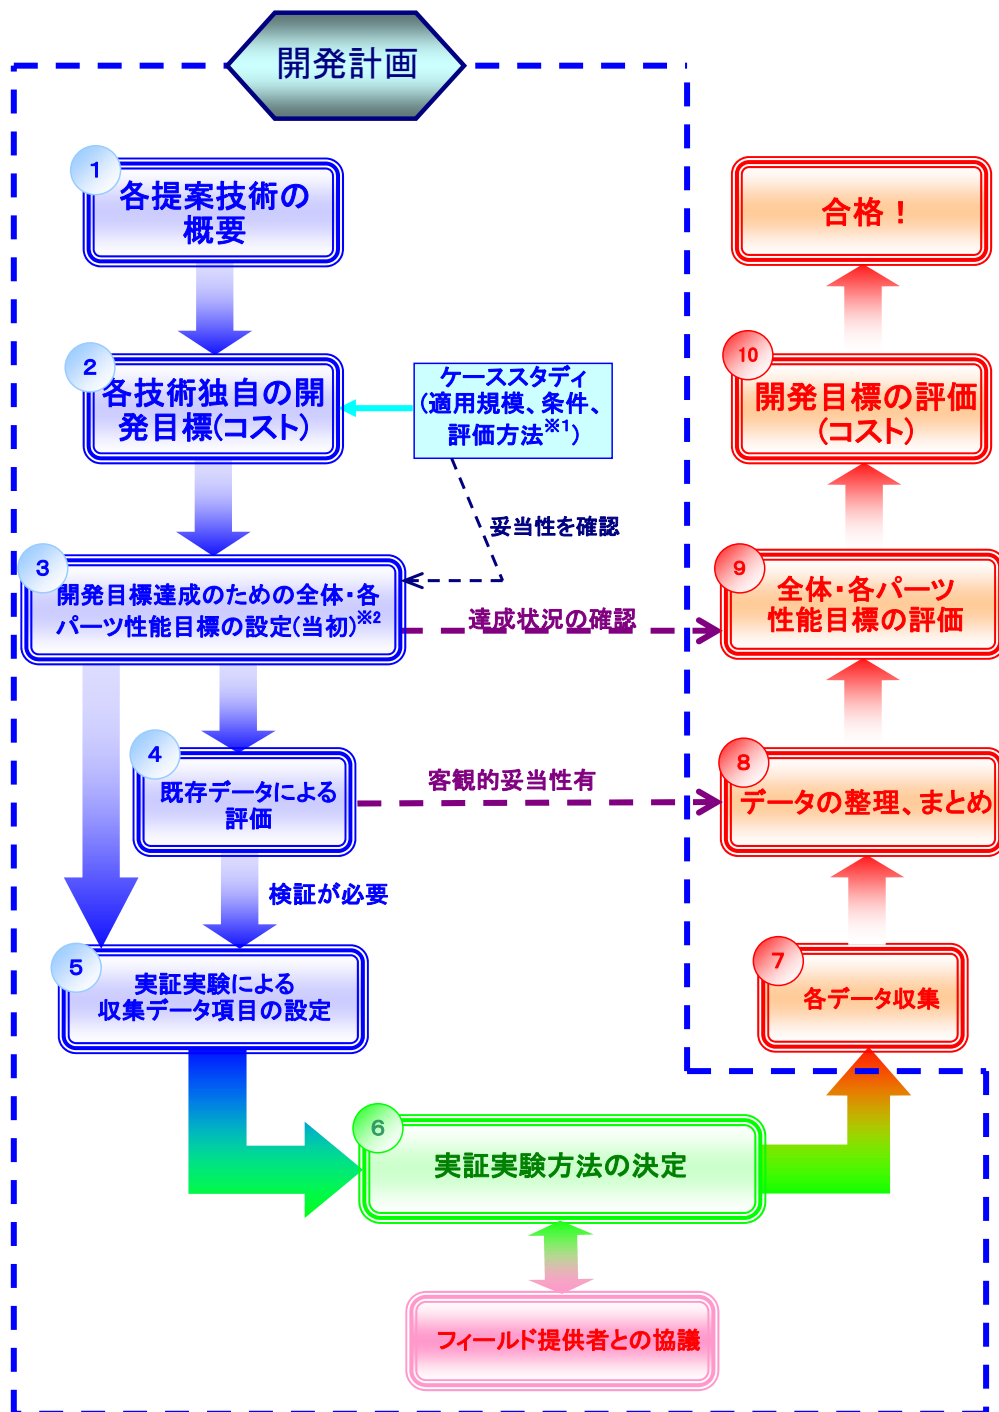 開発計画
1
各提案技術の
概要
2
各技術独自の開
発目標(コスト)
ケーススタディ
(適用規模、条件、
評価方法※1)
妥当性を確認
3
開発目標達成のための全体・各
パーツ性能目標の設定(当初)※2
達成状況の確認
4
既存データによる
評価
客観的妥当性有
検証が必要
5
実証実験による
収集データ項目の設定
6
実証実験方法の決定
フィールド提供者との協議
7
各データ収集
8
データの整理、まとめ
9
全体・各パーツ
性能目標の評価
10
開発目標の評価
(コスト)
合格！